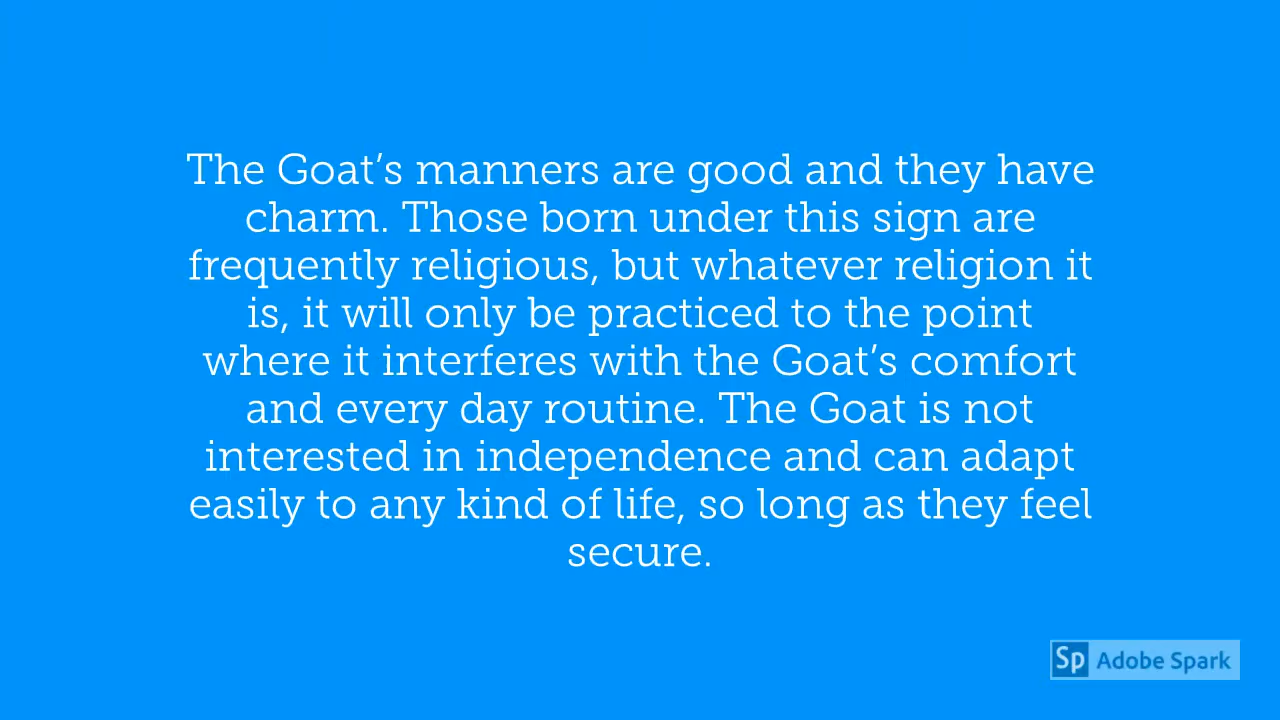 The Goat’s manners are good and they have
charm. Those born under this sign are
frequently religious, but whatever religion it
is, it will only be practiced to the point
where it interferes with the Goat’s comfort
and every day routine. The Goat is not
interested in independence and can adapt
easily to any kind of life, so long as they feel
secure.
Sp Adobe Spark